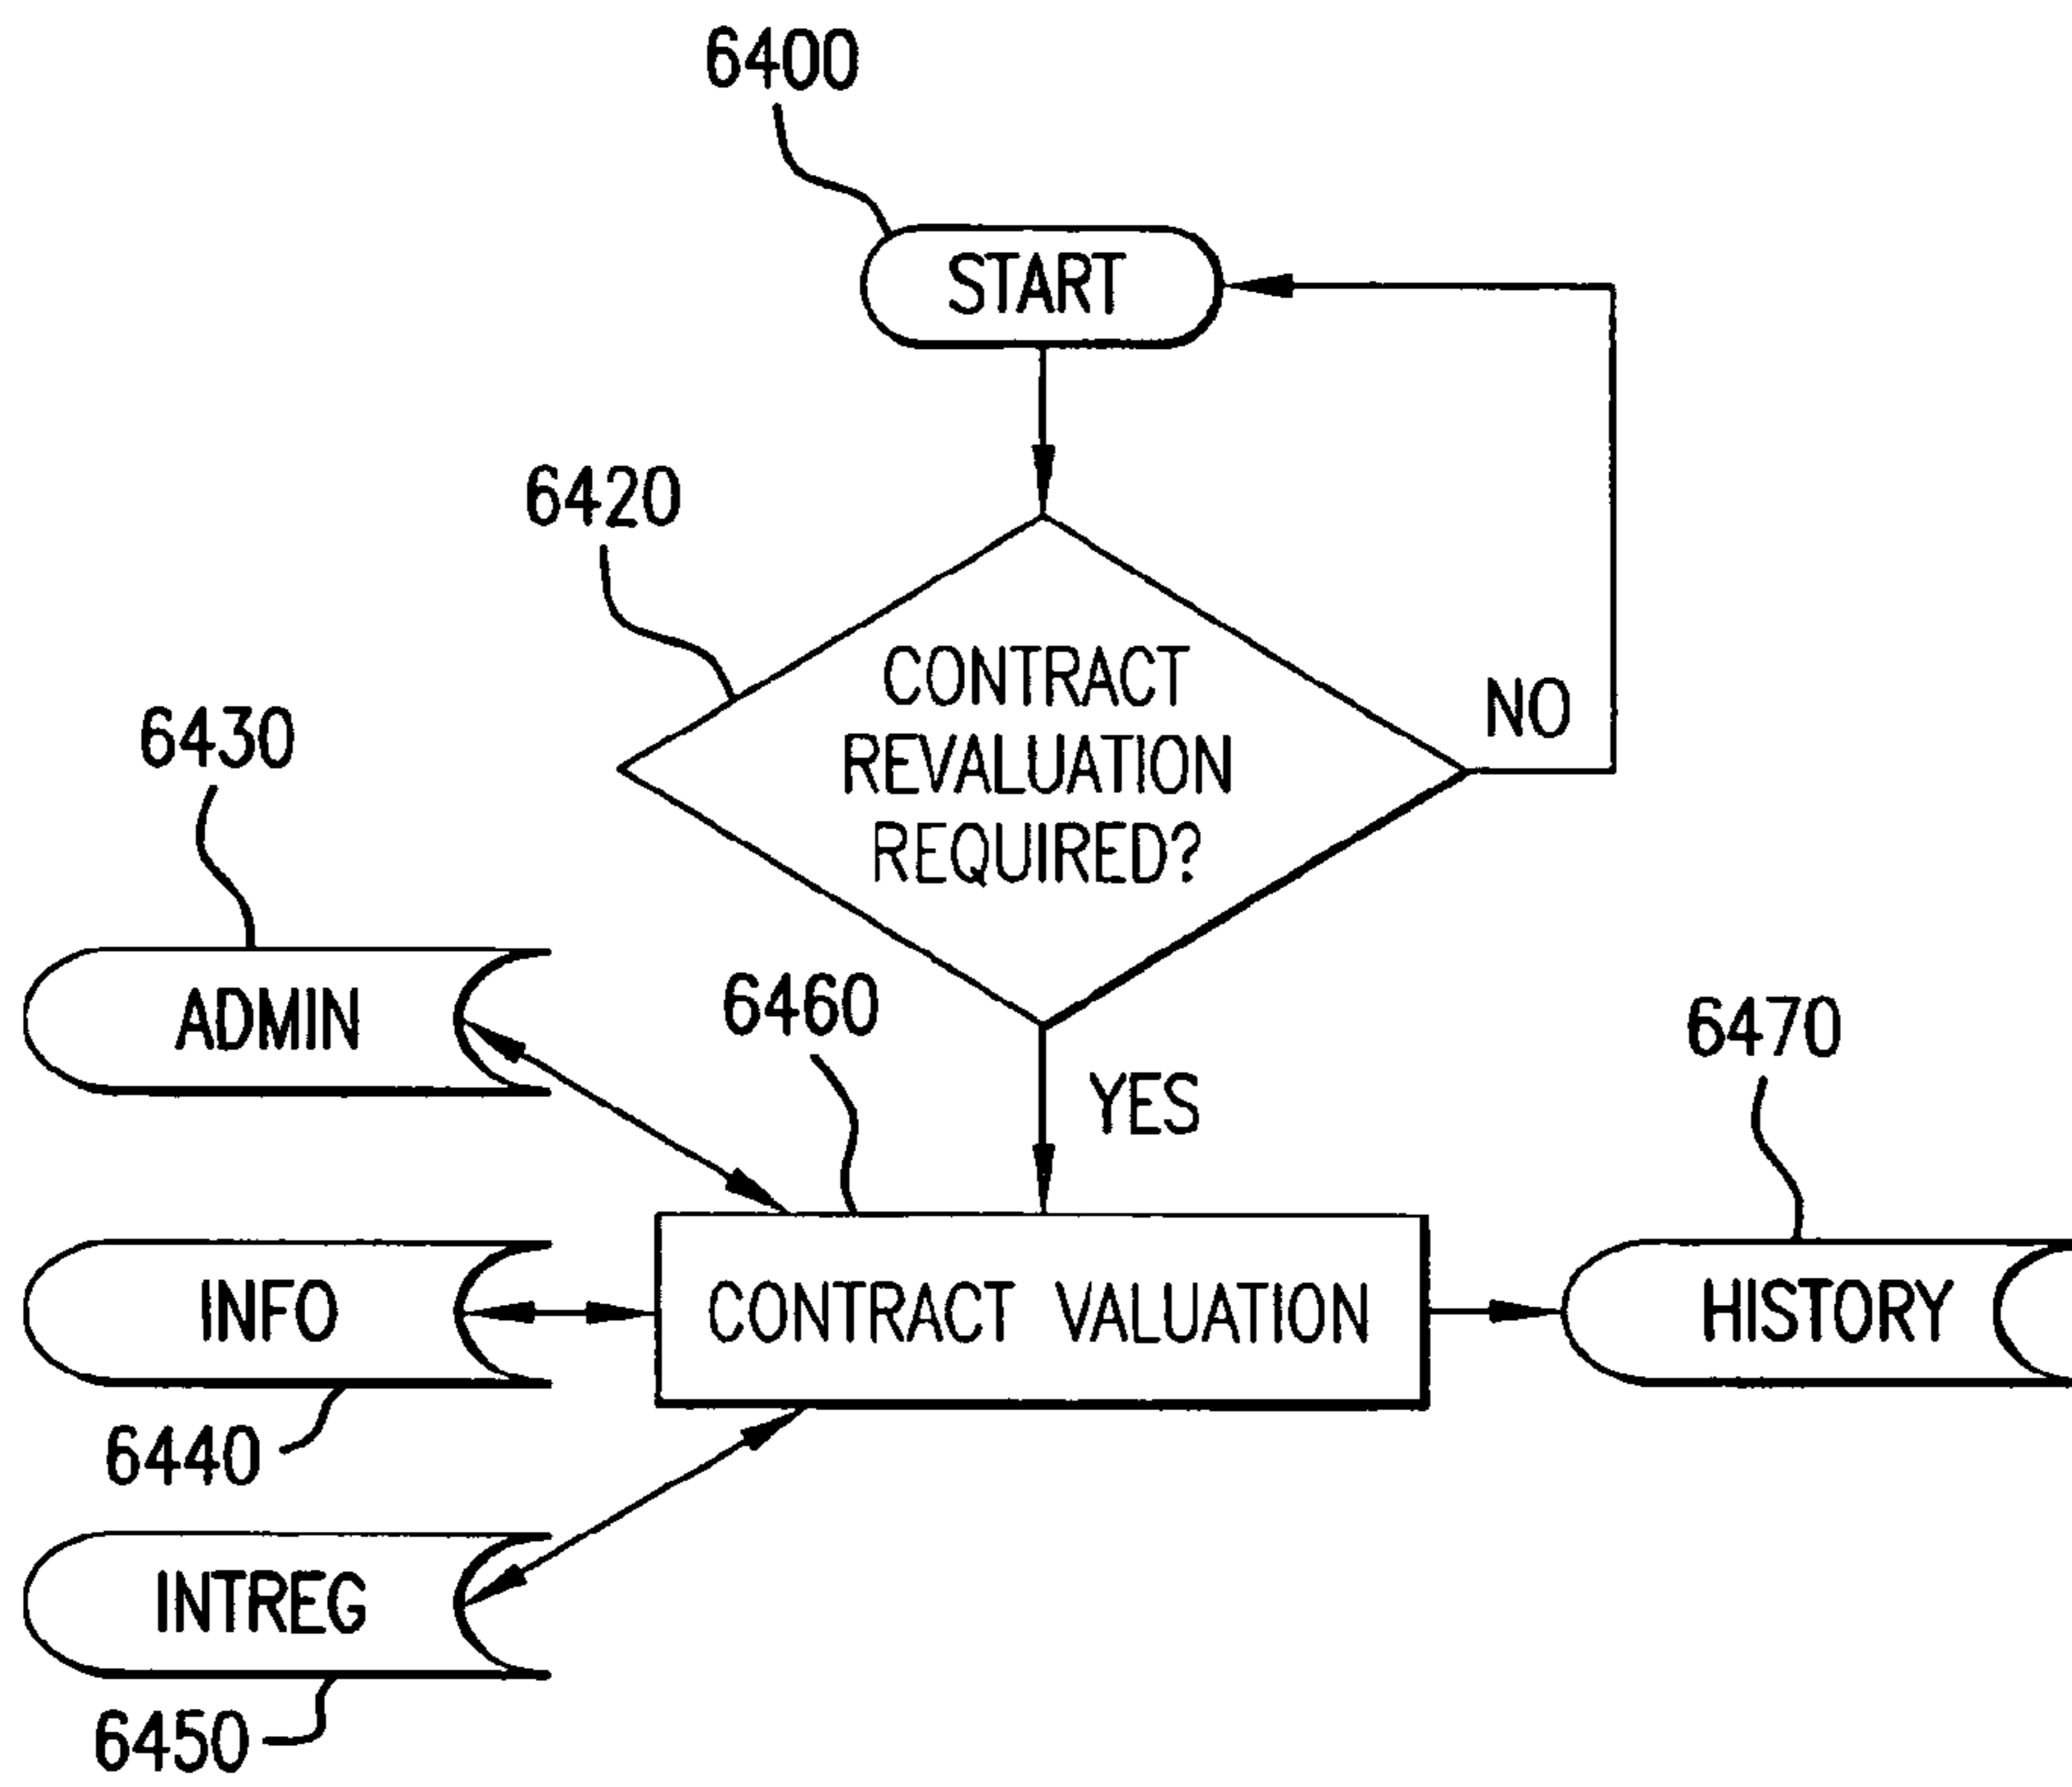 6400
START
6420
CONTRACT
REVALUATION
REQUIRED?
NO
6430
ADMIN
6460
YES
6470
INFO
CONTRACT VALUATION
HISTORY
6440
INTREG
6450